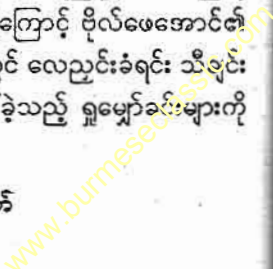 ကြောင့် ဗိုလ်ဖေအောင်၏
င် လေညှင်းခံရင်း သီချင်း
ခဲ့သည့် ရှုမျှော်ခင်းများကို
www.burmeseclassic.com